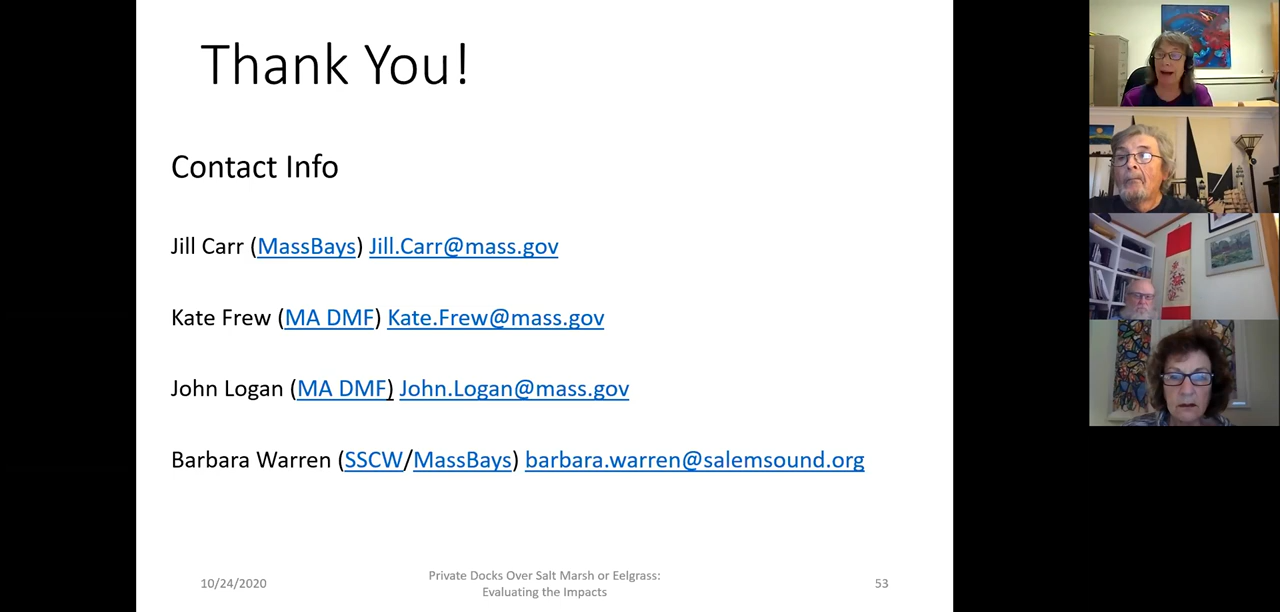 Thank You!
Contact Info
Jill Carr (MassBays) Jill.Carr@mass.gov
Kate Frew (MA DMF) Kate.Frew@mass.gov
John Logan (MA DMF) John.Logan@mass.gov
Barbara Warren (SSCW/MassBays) barbara.warren@salemsound.org
10/24/2020
Private Docks Over Salt Marsh or Eelgrass:
Evaluating the Impacts
53